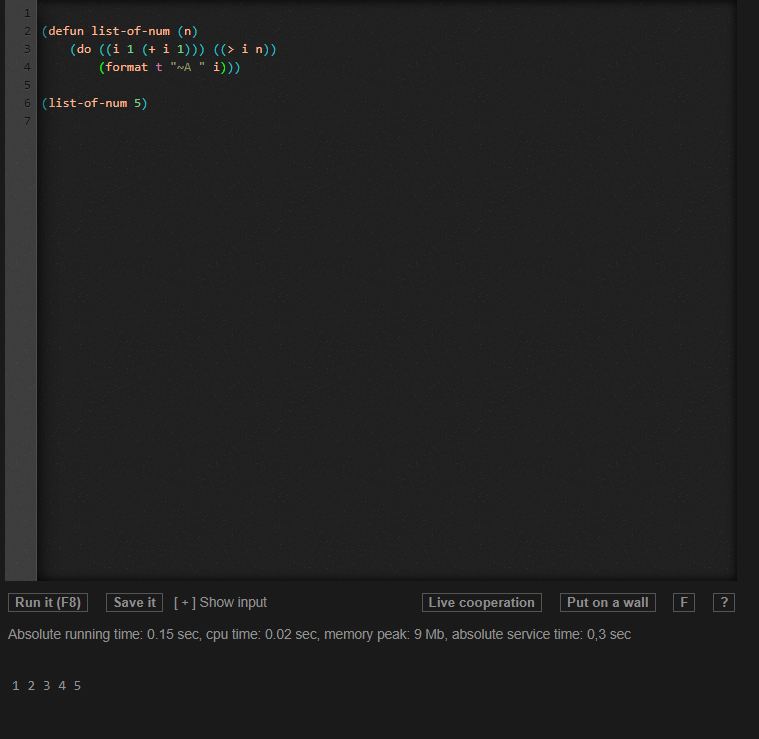 1
2 (defun list-of-num (n)
3     (do ((i 1 (+ i 1))) ((> i n))
4         (format t "~A " i)))
5
6 (list-of-num 5)
7
Run it (F8) Save it [ + ] Show input Live cooperation Put on a wall F ?
Absolute running time: 0.15 sec, cpu time: 0.02 sec, memory peak: 9 Mb, absolute service time: 0,3 sec
1 2 3 4 5